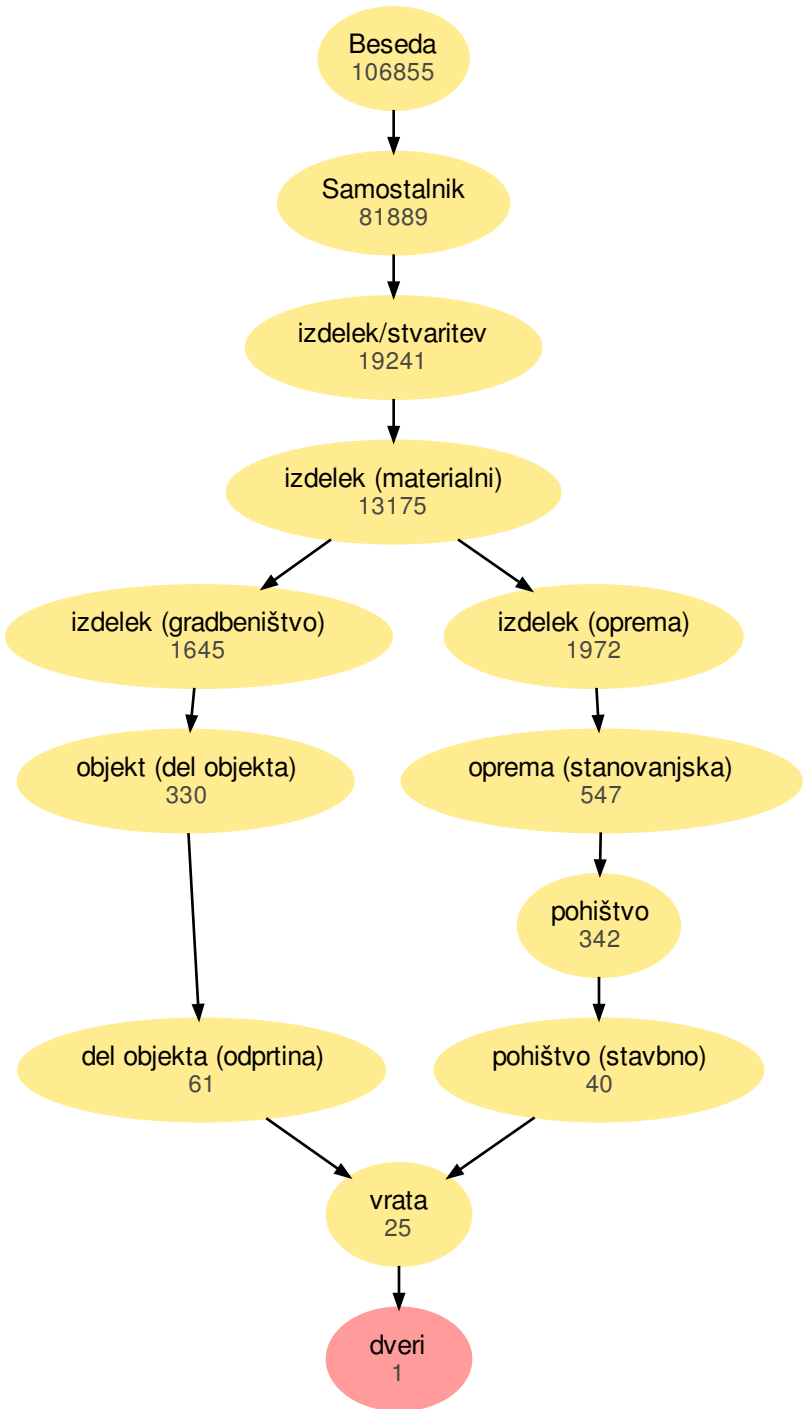 Beseda
106855
Samostalnik
81889
izdelek/stvaritev
19241
izdelek (materialni)
13175
izdelek (gradbeništvo)
1645
izdelek (oprema)
1972
objekt (del objekta)
330
oprema (stanovanjska)
547
pohištvo
342
del objekta (odprtina)
61
pohištvo (stavbno)
40
vrata
25
dveri
1